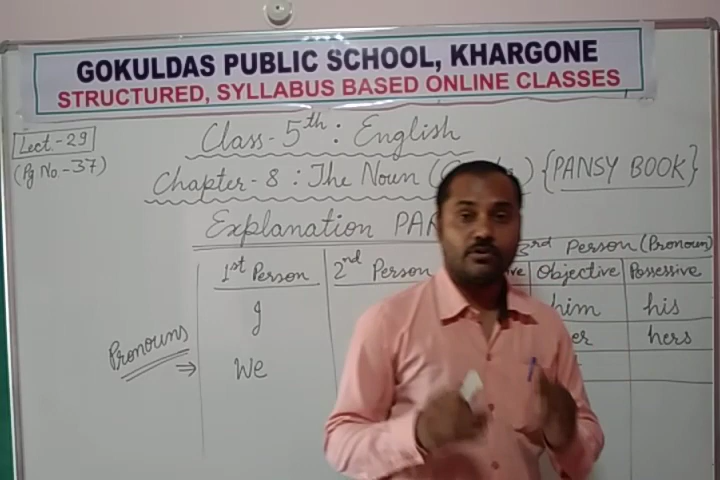 GOKULDAS PUBLIC SCHOOL, KHARGONE
STRUCTURED, SYLLABUS BASED ONLINE CLASSES
Lect.-29
(Pg No.-37)
Class-5th : English
Chapter-8 : The Noun ( ) {PANSY BOOK}
Explanation
3rd Person (Pronoun)
1st Person 2nd Person Objective Possessive
I him his
Pronouns hers
⇒ We